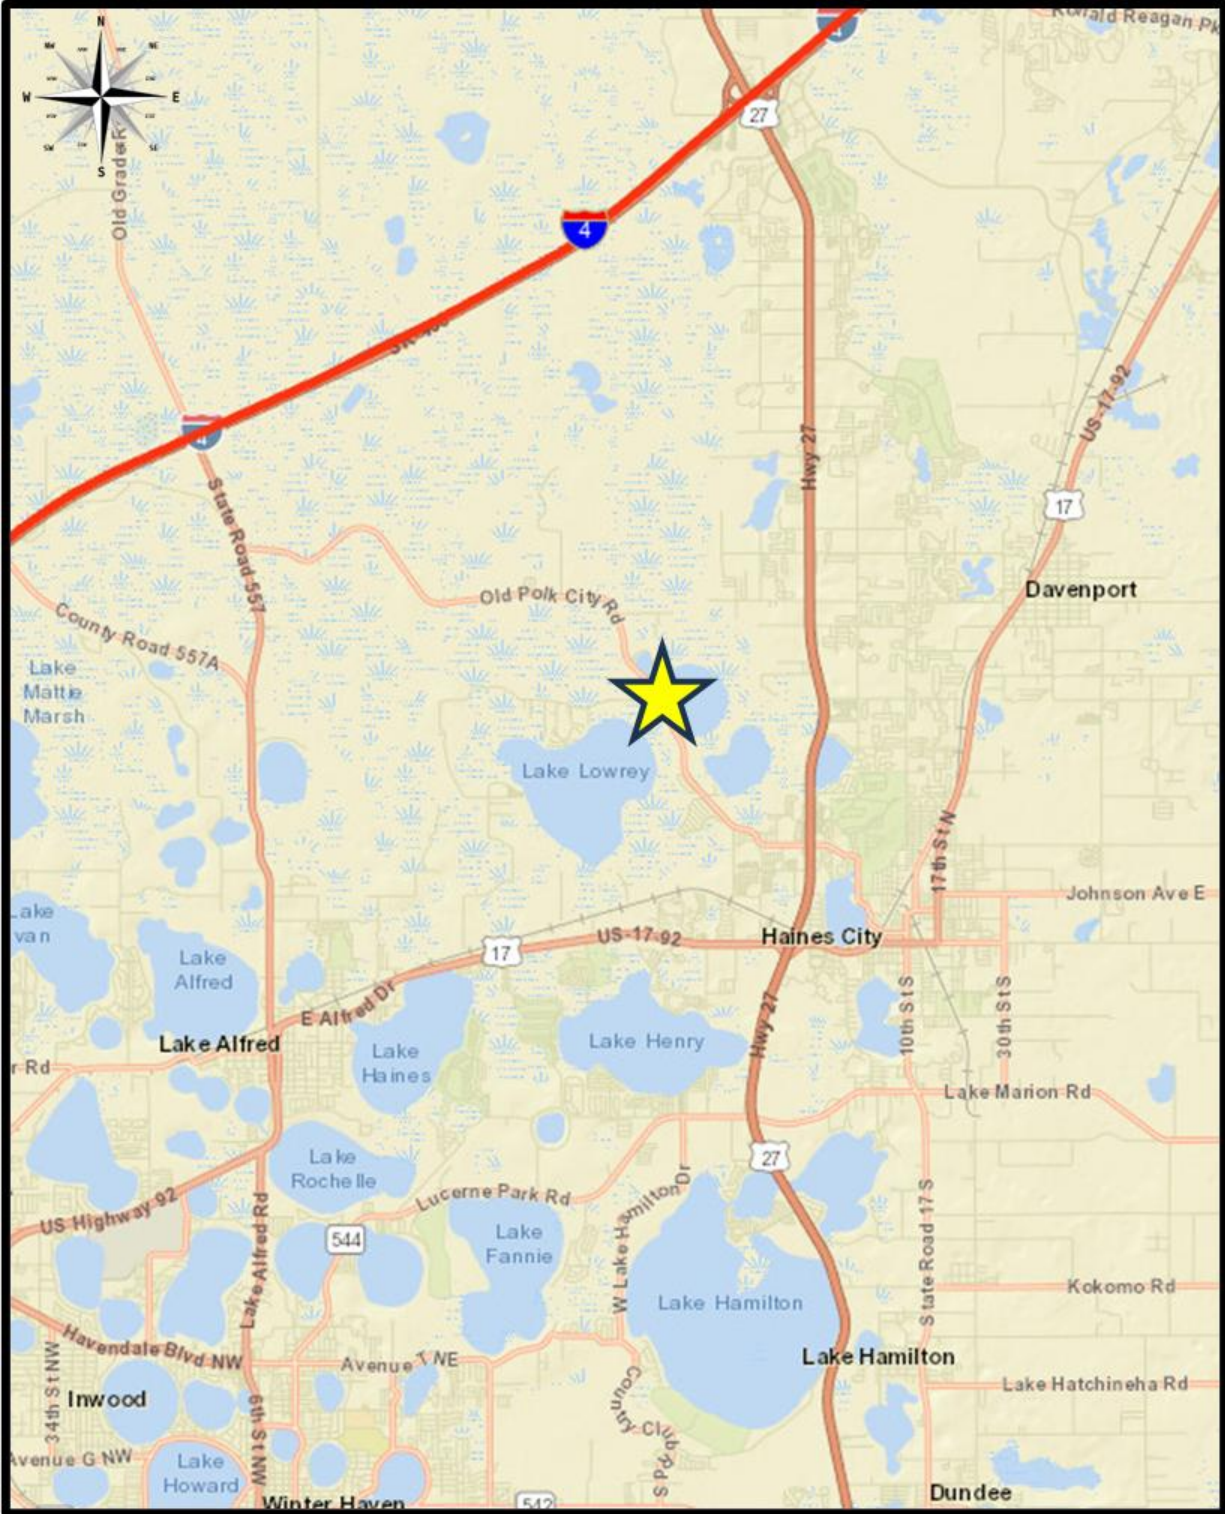 N
NW
NE
W
E
SW
SE
S
Ronald Reagan Pk
4
27
Old Grade R
4
4
Hwy 27
US-17-92
State Road 557
17
Old Polk City Rd
Davenport
County Road 557A
Lake
Mattie
Marsh
Lake Lowrey
17th St N
Johnson Ave E
Lake
van
US-17-92
Haines City
17
Lake
Alfred
E Alfred Dr
10th St S
30th St S
Hwy 27
Lake Alfred
Lake Henry
Lake
Haines
r Rd
Lake Marion Rd
27
Lake
Rochelle
Lucerne Park Rd
W Lake Hamilton Dr
US Highway 92
Lake Alfred Rd
544
Lake
Fannie
State Road 17 S
Kokomo Rd
Lake Hamilton
Havendale Blvd NW
Avenue T NE
Lake Hamilton
34th St NW
Inwood
6th St NW
Country Club
Rd S
Lake Hatchineha Rd
Avenue G NW
Lake
Howard
Winter Haven
542
Dundee